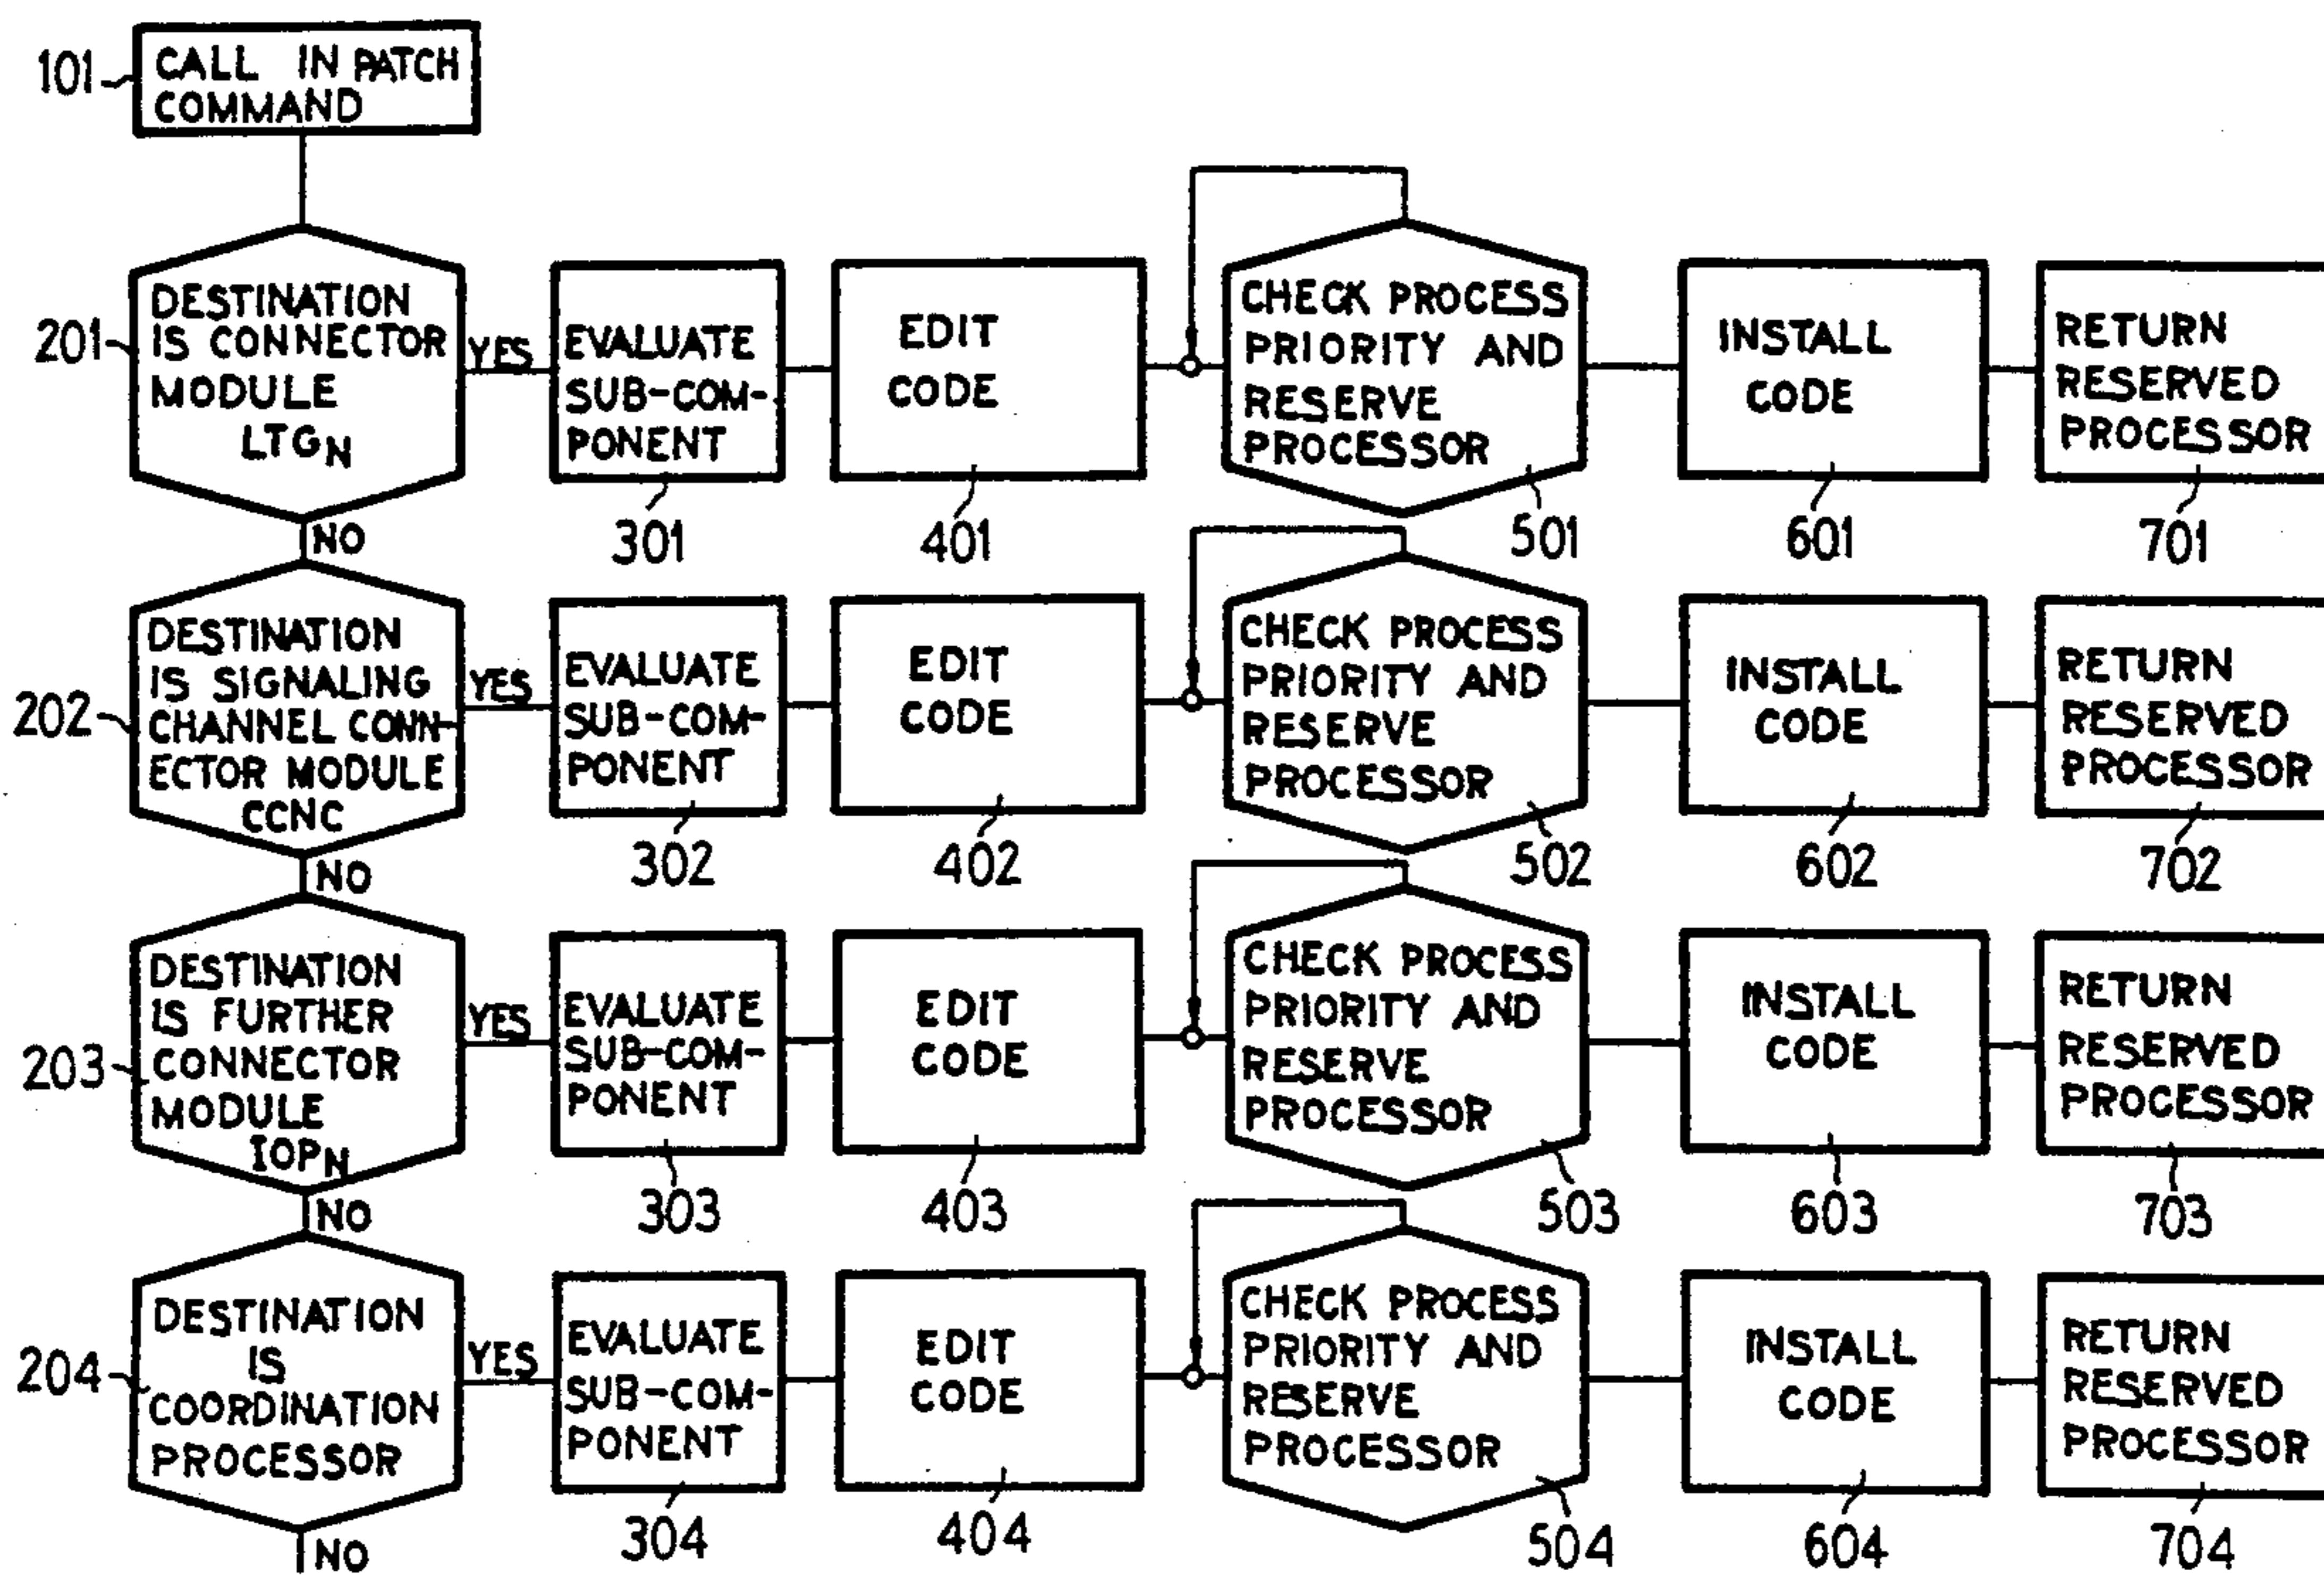 101
CALL IN PATCH
COMMAND
201
DESTINATION
IS CONNECTOR
MODULE
LTGN
YES
EVALUATE
SUB-COM-
PONENT
301
EDIT
CODE
401
CHECK PROCESS
PRIORITY AND
RESERVE
PROCESSOR
501
INSTALL
CODE
601
RETURN
RESERVED
PROCESSOR
701
NO
202
DESTINATION
IS SIGNALING
CHANNEL CONN-
ECTOR MODULE
CCNC
YES
EVALUATE
SUB-COM-
PONENT
302
EDIT
CODE
402
CHECK PROCESS
PRIORITY AND
RESERVE
PROCESSOR
502
INSTALL
CODE
602
RETURN
RESERVED
PROCESSOR
702
NO
203
DESTINATION
IS FURTHER
CONNECTOR
MODULE
IOPN
YES
EVALUATE
SUB-COM-
PONENT
303
EDIT
CODE
403
CHECK PROCESS
PRIORITY AND
RESERVE
PROCESSOR
503
INSTALL
CODE
603
RETURN
RESERVED
PROCESSOR
703
NO
204
DESTINATION
IS
COORDINATION
PROCESSOR
YES
EVALUATE
SUB-COM-
PONENT
304
EDIT
CODE
404
CHECK PROCESS
PRIORITY AND
RESERVE
PROCESSOR
504
INSTALL
CODE
604
RETURN
RESERVED
PROCESSOR
704
NO